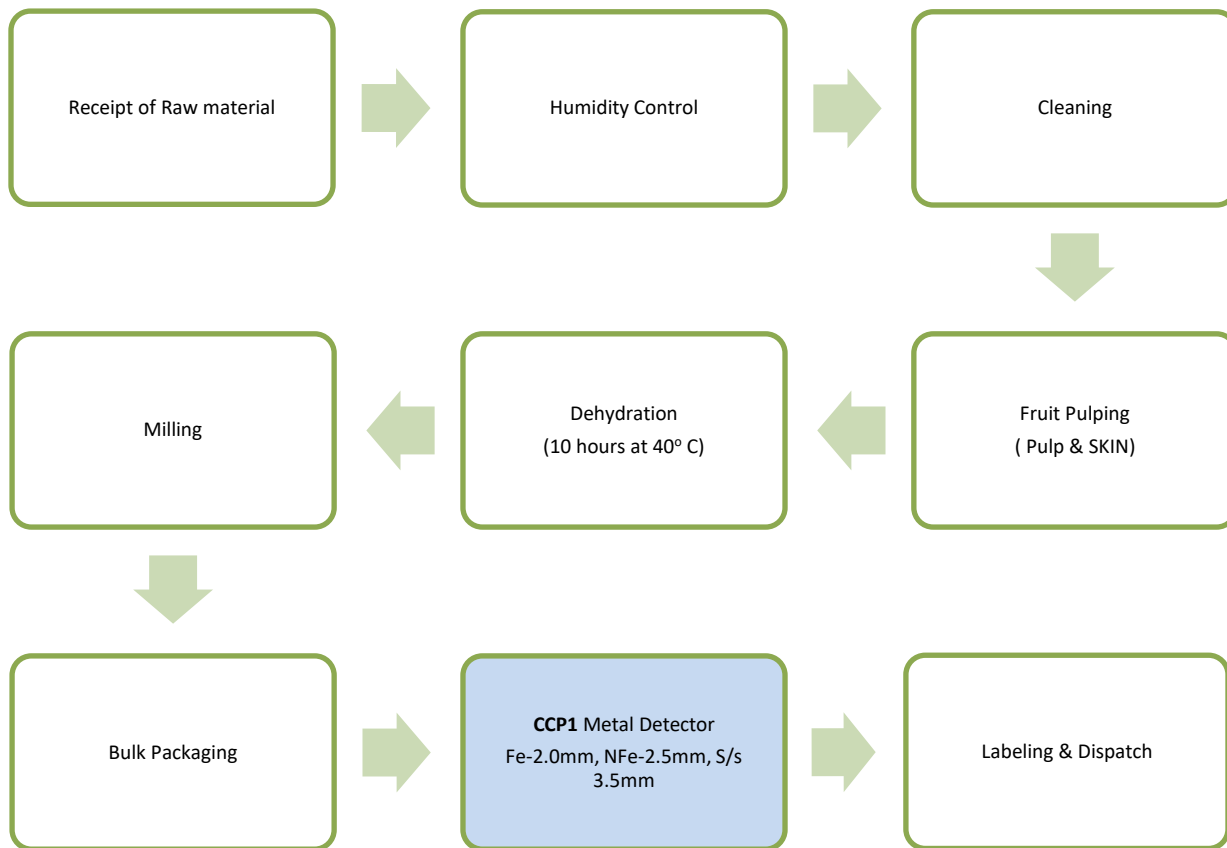 Receipt of Raw material
Humidity Control
Cleaning
Fruit Pulping
( Pulp & SKIN)
Dehydration
(10 hours at 40º C)
Milling
Bulk Packaging
CCP1 Metal Detector
Fe-2.0mm, NFe-2.5mm, S/s
3.5mm
Labeling & Dispatch